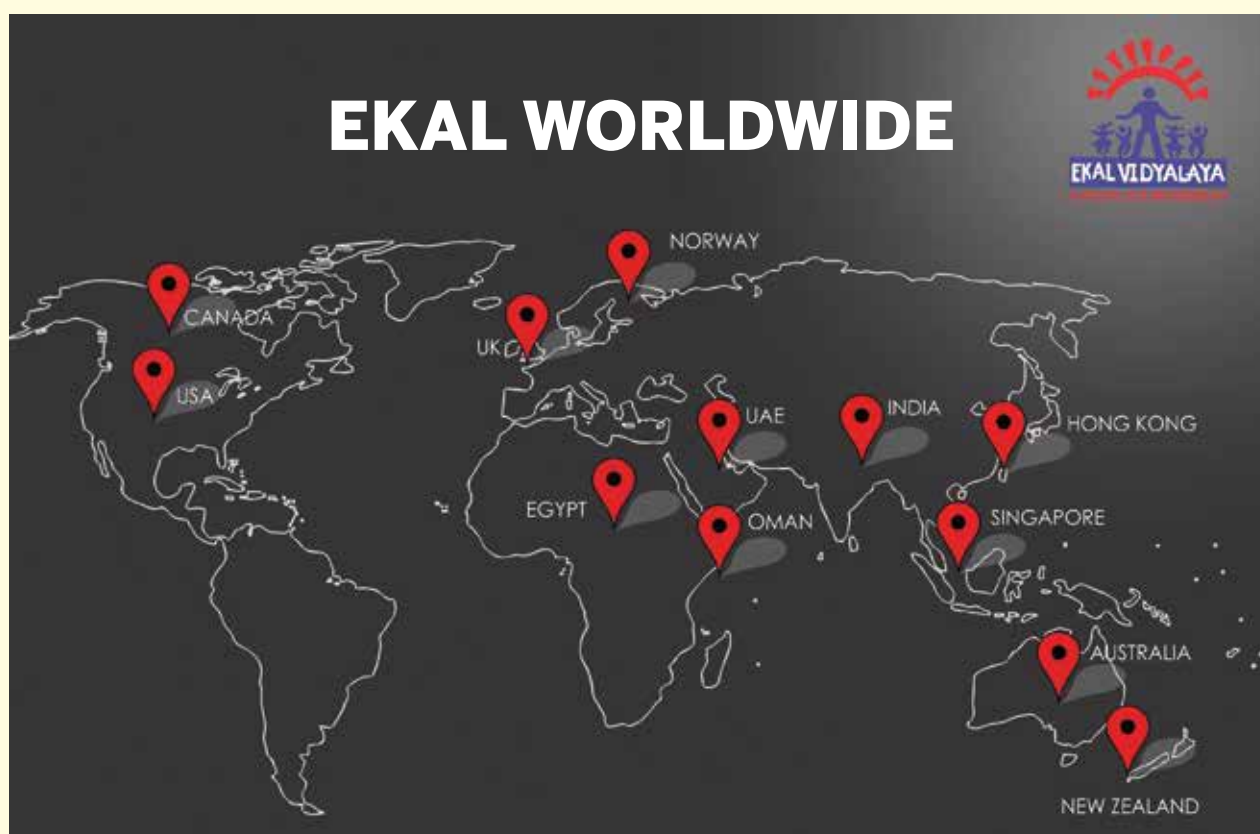 EKAL WORLDWIDE
EKAL VIDYALAYA
NORWAY
CANADA
UK
USA
UAE
INDIA
HONG KONG
EGYPT
OMAN
SINGAPORE
AUSTRALIA
NEW ZEALAND